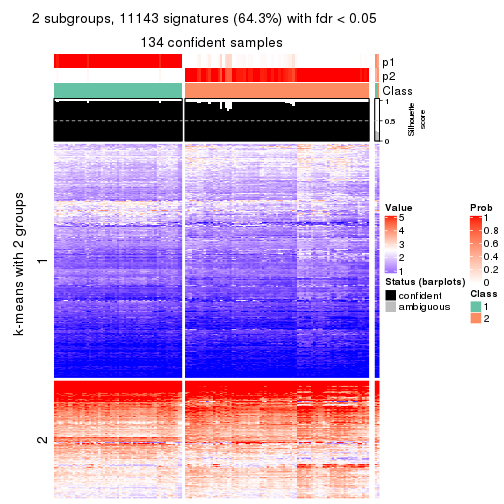 2 subgroups, 11143 signatures (64.3%) with fdr < 0.05
134 confident samples
p1
p2
Class
1
0.5
0
Silhouette
score
k-means with 2 groups
1
2
Value
5
4
3
2
1
Status (barplots)
confident
ambiguous
Prob
1
0.8
0.6
0.4
0.2
0
Class
1
2